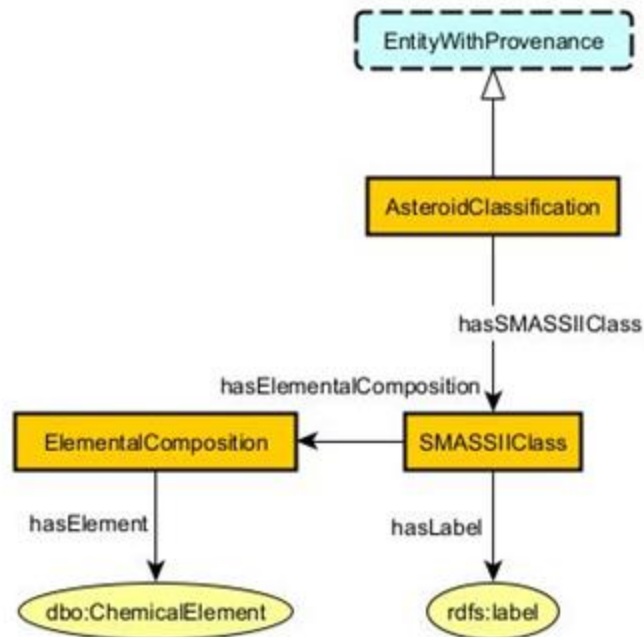 EntityWithProvenance
AsteroidClassification
hasSMASSIIClass
hasElementalComposition
ElementalComposition
SMASSIIClass
hasElement
hasLabel
dbo:ChemicalElement
rdfs:label